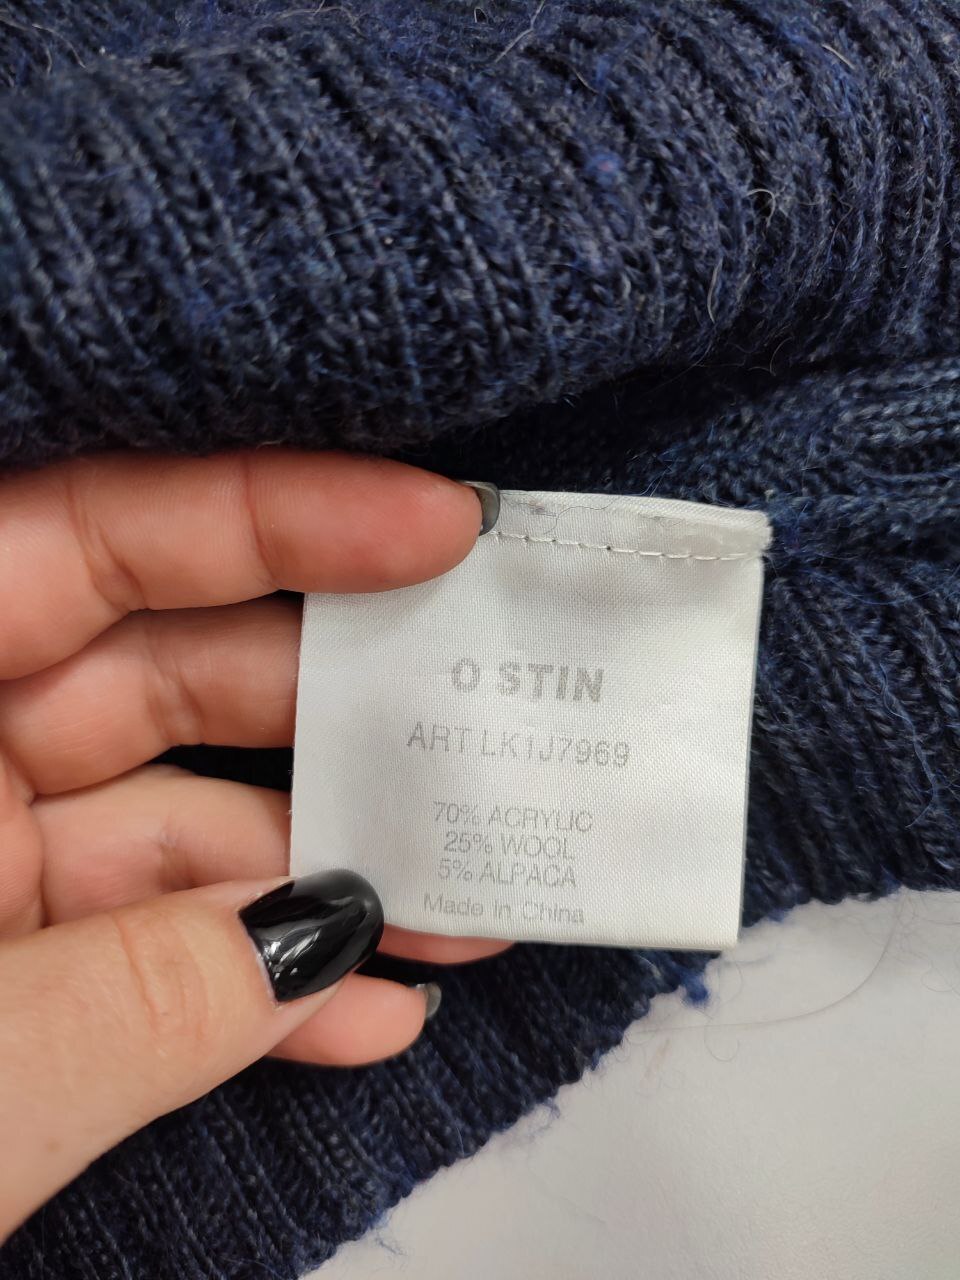 O STIN
ART LK1J7969
70% ACRYLIC
25% WOOL
5% ALPACA
Made In China